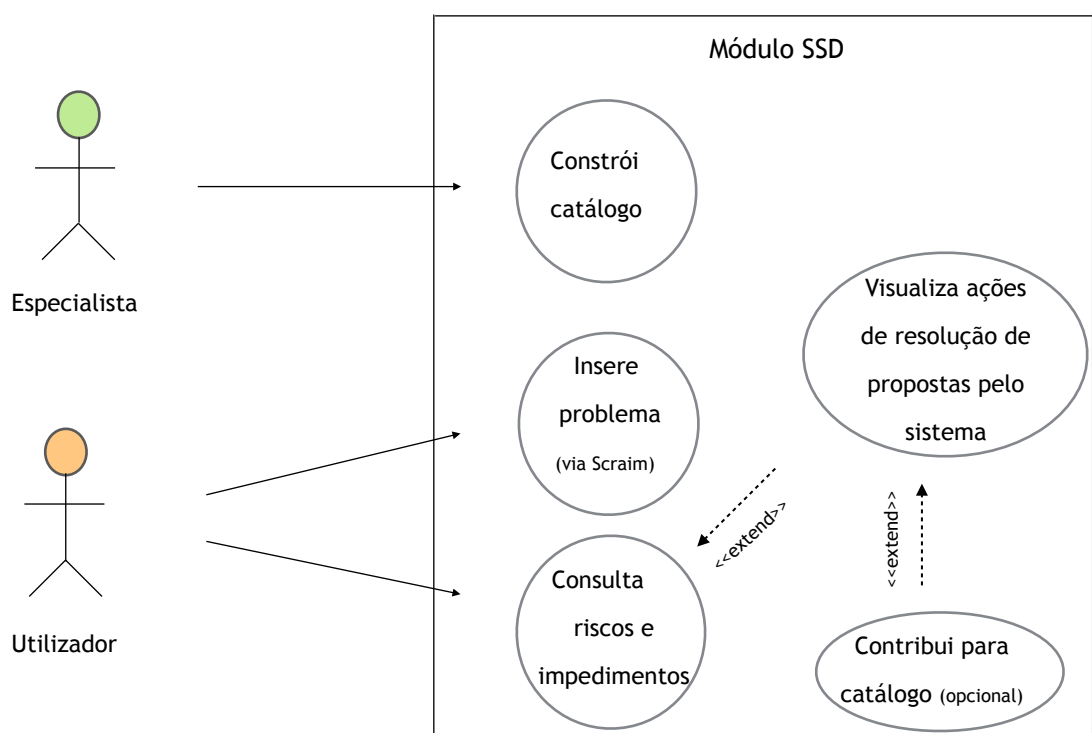 Módulo SSD
Constrói
catálogo
Especialista
Visualiza ações
de resolução de
propostas pelo
sistema
Insere
problema
(via Scraim)
<<extend>>
<<extend>>
Consulta
riscos e
impedimentos
Utilizador
Contribui para
catálogo (opcional)